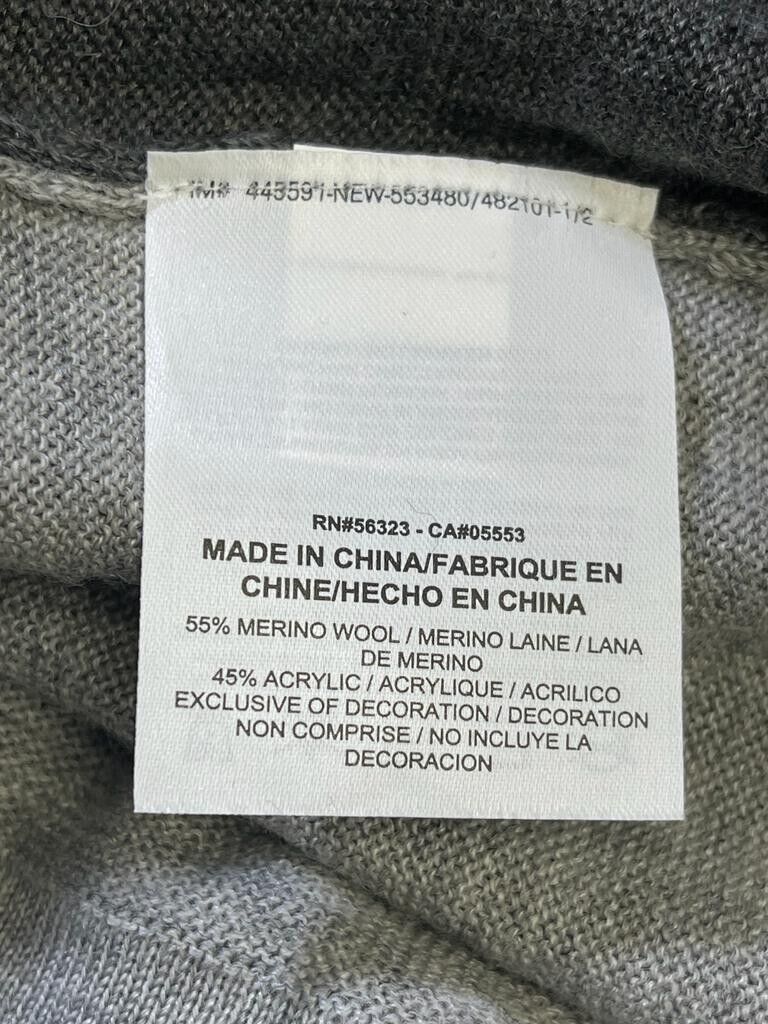 IM# 443591-NEW-553480/482101-1/2
RN#56323 - CA#05553
MADE IN CHINA/FABRIQUE EN
CHINE/HECHO EN CHINA
55% MERINO WOOL / MERINO LAINE / LANA
DE MERINO
45% ACRYLIC / ACRYLIQUE / ACRILICO
EXCLUSIVE OF DECORATION / DECORATION
NON COMPRISE / NO INCLUYE LA
DECORACION